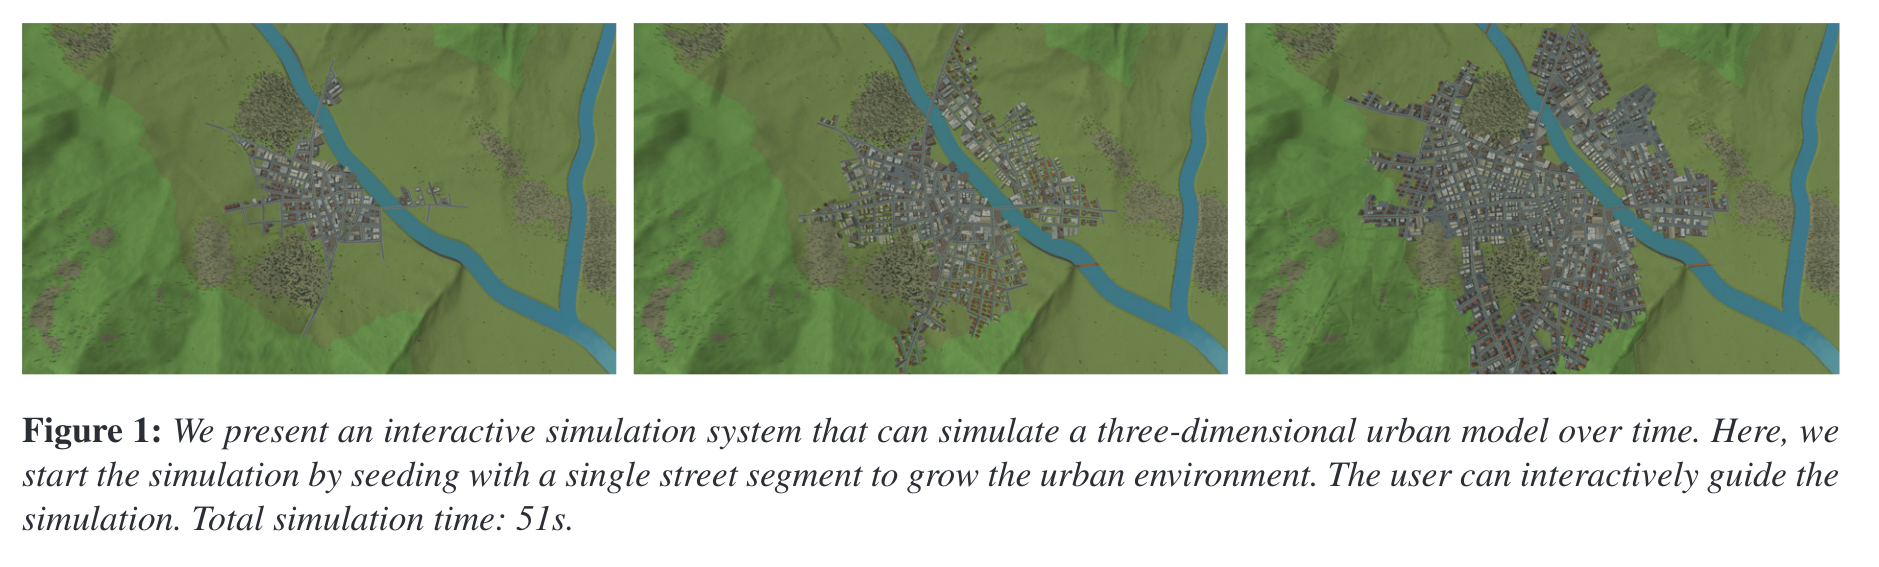 Figure 1: We present an interactive simulation system that can simulate a three-dimensional urban model over time. Here, we
start the simulation by seeding with a single street segment to grow the urban environment. The user can interactively guide the
simulation. Total simulation time: 51s.